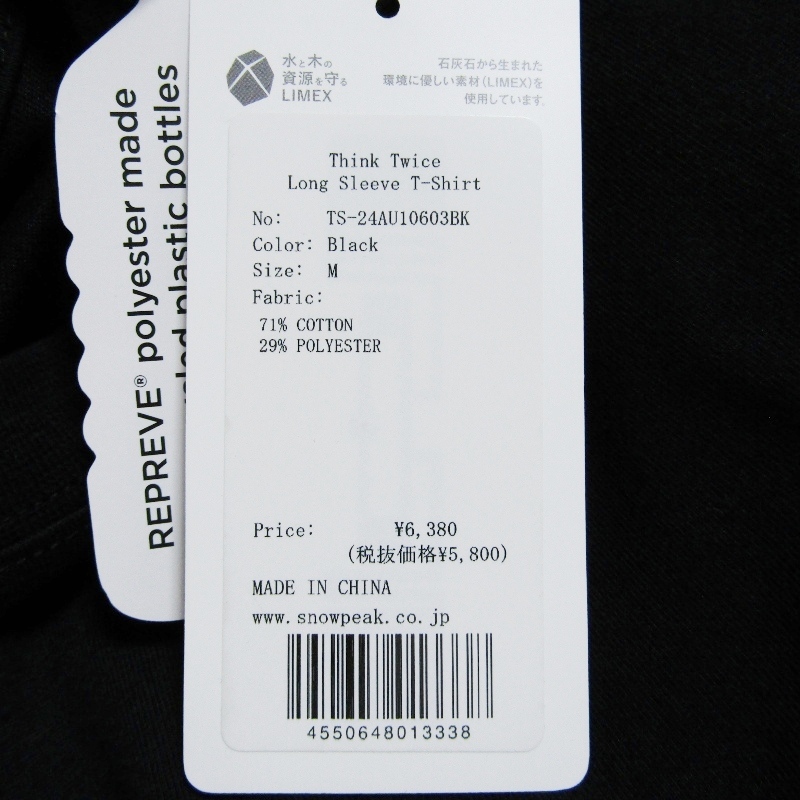 水と木の
資源を守る
LIMEX
石灰石から生まれた
環境に優しい素材(LIMEX)を
使用しています。
Think Twice
Long Sleeve T-Shirt
No: TS-24AU10603BK
Color: Black
Size: M
Fabric:
71% COTTON
29% POLYESTER
Price: ¥6,380
(税抜価格¥5,800)
MADE IN CHINA
www.snowpeak.co.jp
4550648013338
REPREVE® polyester made
plastic bottles